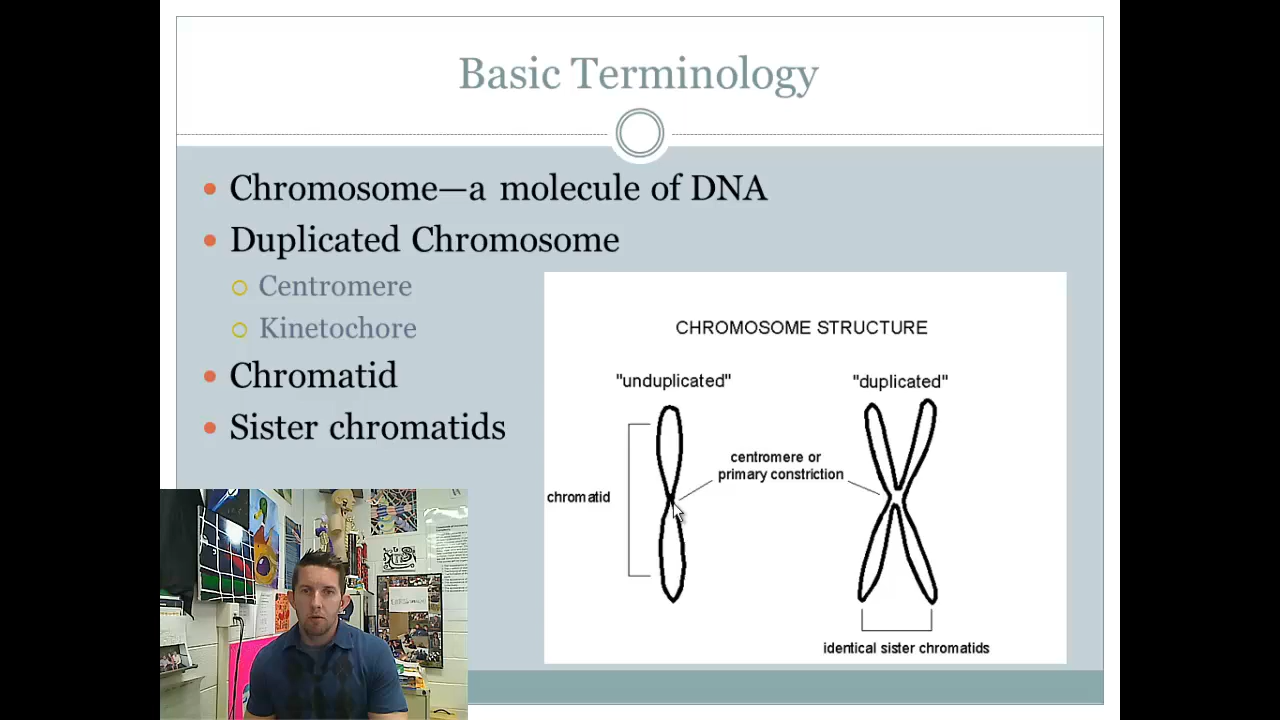 Basic Terminology
Chromosome—a molecule of DNA
Duplicated Chromosome
Centromere
Kinetochore
Chromatid
Sister chromatids
CHROMOSOME STRUCTURE
"unduplicated"
"duplicated"
centromere or
primary constriction
chromatid
identical sister chromatids